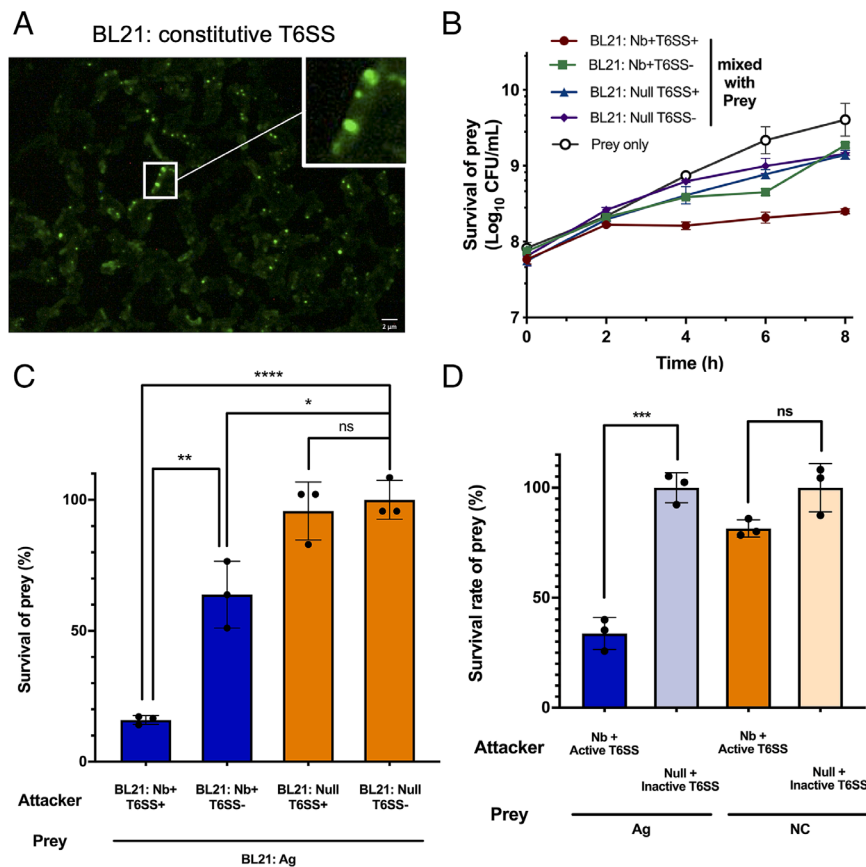 A
BL21: constitutive T6SS
2 μm
B
BL21: Nb+T6SS+
BL21: Nb+T6SS-
BL21: Null T6SS+
BL21: Null T6SS-
Prey only
mixed
with
Prey
Survival of prey
(Log10 CFU/mL)
10
9
8
7
0 2 4 6 8
Time (h)
C
****
*
ns
**
Survival of prey (%)
100
50
0
Attacker
BL21: Nb+
T6SS+
BL21: Nb+
T6SS-
BL21: Null
T6SS+
BL21: Null
T6SS-
Prey
BL21: Ag
D
***
ns
Survival rate of prey (%)
100
50
0
Attacker
Nb +
Active T6SS
Null +
Inactive T6SS
Nb +
Active T6SS
Null +
Inactive T6SS
Prey
Ag
NC